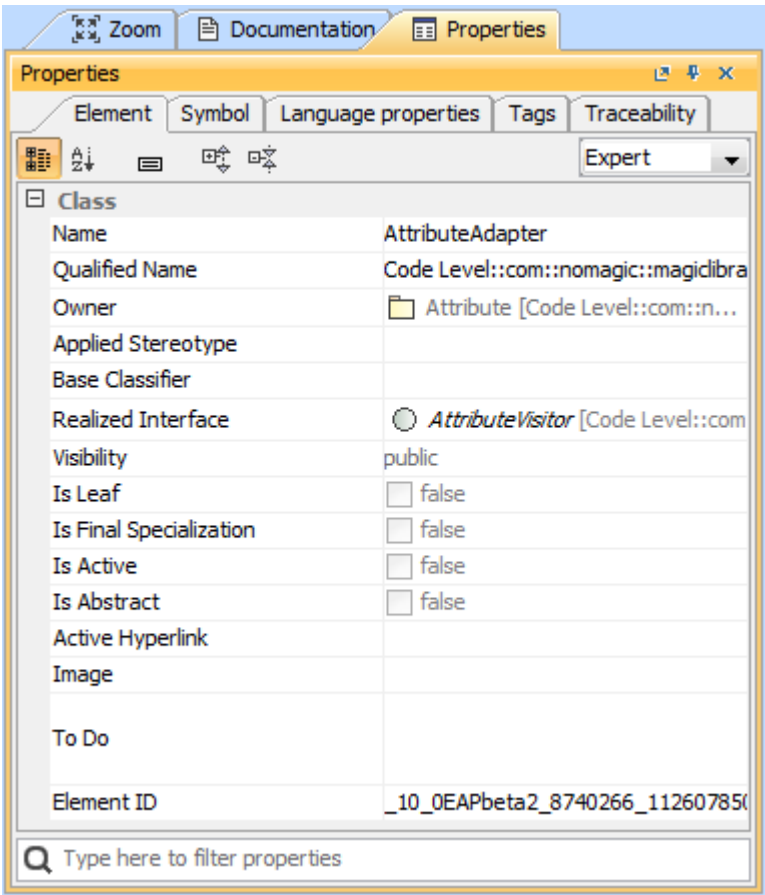 Zoom Documentation Properties
Properties
Element Symbol Language properties Tags Traceability
Expert
Class
Name AttributeAdapter
Qualified Name Code Level::com::nomagic::magiclibra
Owner Attribute [Code Level::com::n...
Applied Stereotype
Base Classifier
Realized Interface AttributeVisitor [Code Level::com
Visibility public
Is Leaf false
Is Final Specialization false
Is Active false
Is Abstract false
Active Hyperlink
Image
To Do
Element ID _10_0EAPbeta2_8740266_112607850
Type here to filter properties